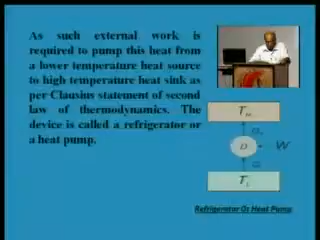 As such external work is
required to pump this heat from
a lower temperature heat source
to high temperature heat sink as
per Clausius statement of second
law of thermodynamics. The
device is called a refrigerator or
a heat pump.
T
D
W
T
Refrigerator Or Heat Pump